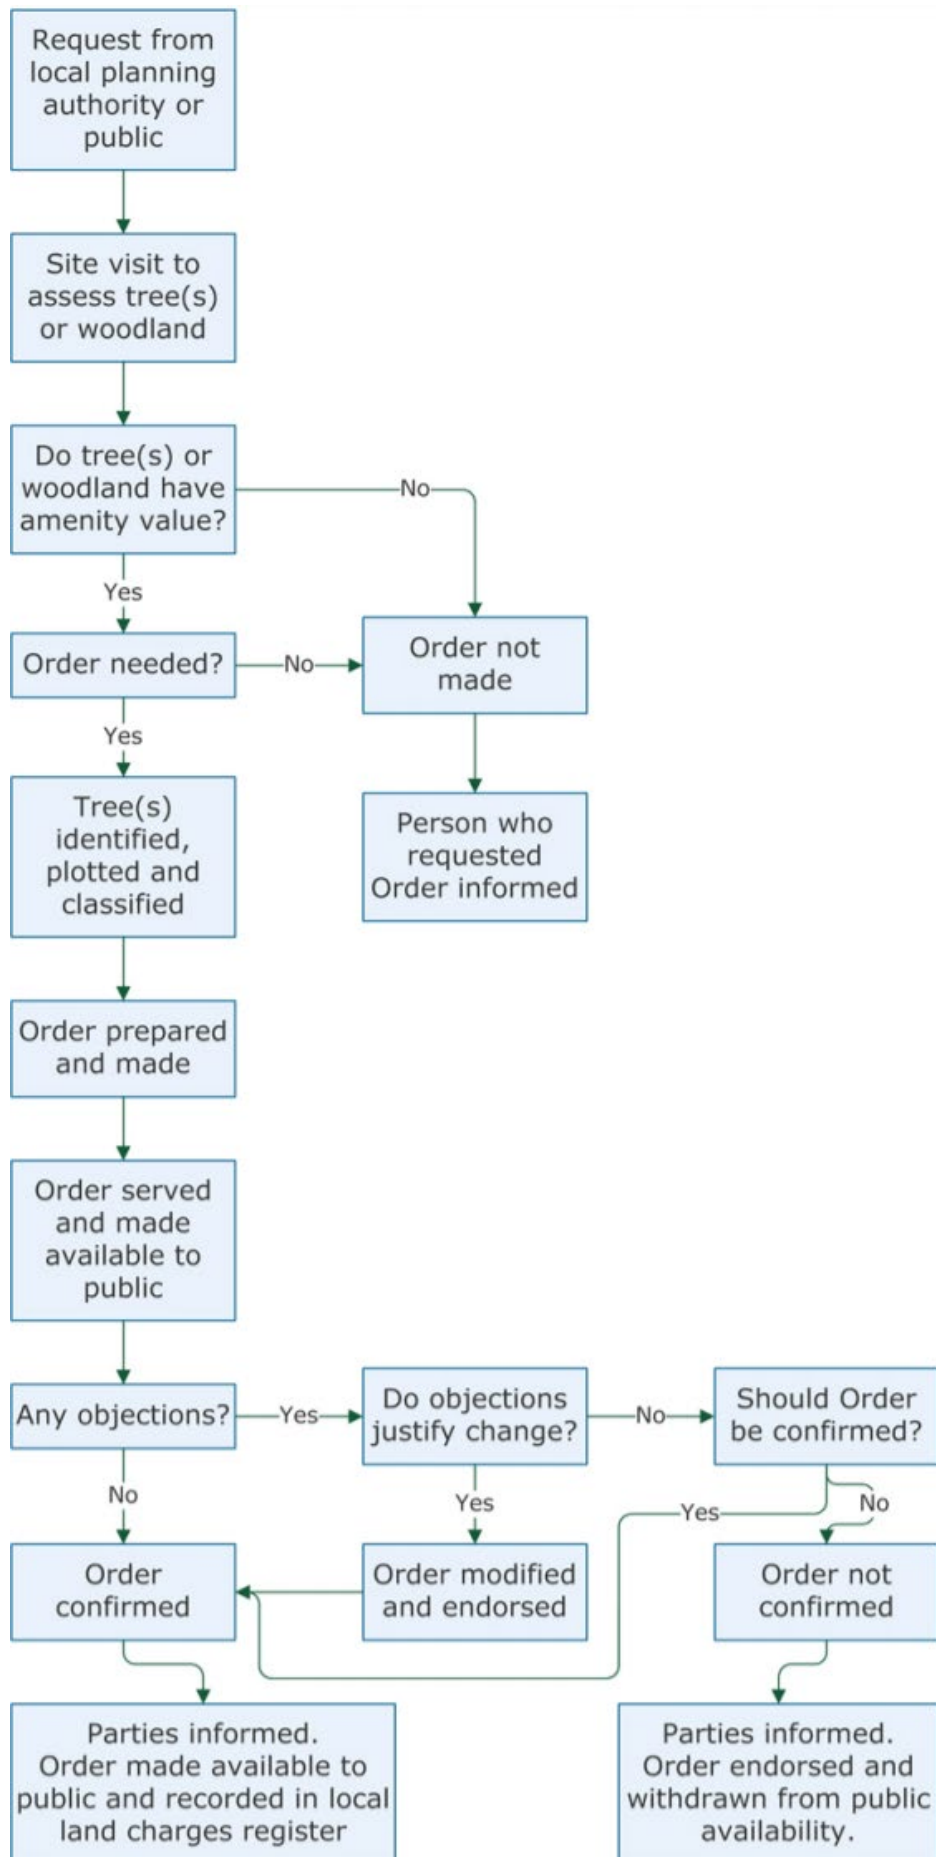 Request from
local planning
authority or
public
Site visit to
assess tree(s)
or woodland
Do tree(s) or
woodland have
amenity value?
No
Yes
Order needed?
No
Order not
made
Yes
Tree(s)
identified,
plotted and
classified
Person who
requested
Order informed
Order prepared
and made
Order served
and made
available to
public
Any objections?
Yes
Do objections
justify change?
No
Should Order
be confirmed?
No
Yes
Yes
No
Order
confirmed
Order modified
and endorsed
Order not
confirmed
Parties informed.
Order made available to
public and recorded in local
land charges register
Parties informed.
Order endorsed and
withdrawn from public
availability.